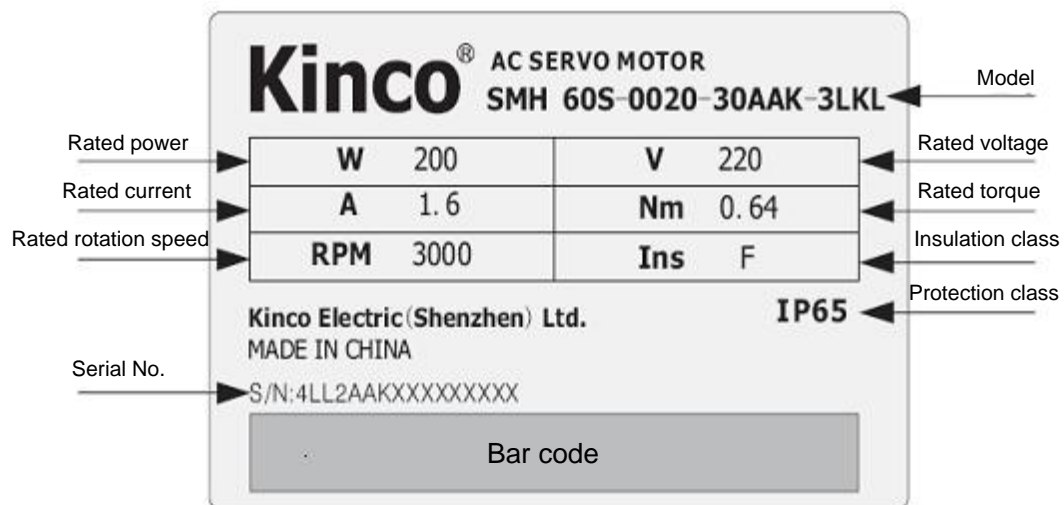 Kinco® AC SERVO MOTOR
SMH 60S-0020-30AAK-3LKL
Model
Rated power
W 200
V 220
Rated voltage
Rated current
A 1.6
Nm 0.64
Rated torque
Rated rotation speed
RPM 3000
Ins F
Insulation class
Kinco Electric(Shenzhen) Ltd.
IP65
Protection class
MADE IN CHINA
Serial No.
S/N:4LL2AAKXXXXXXXXX
Bar code